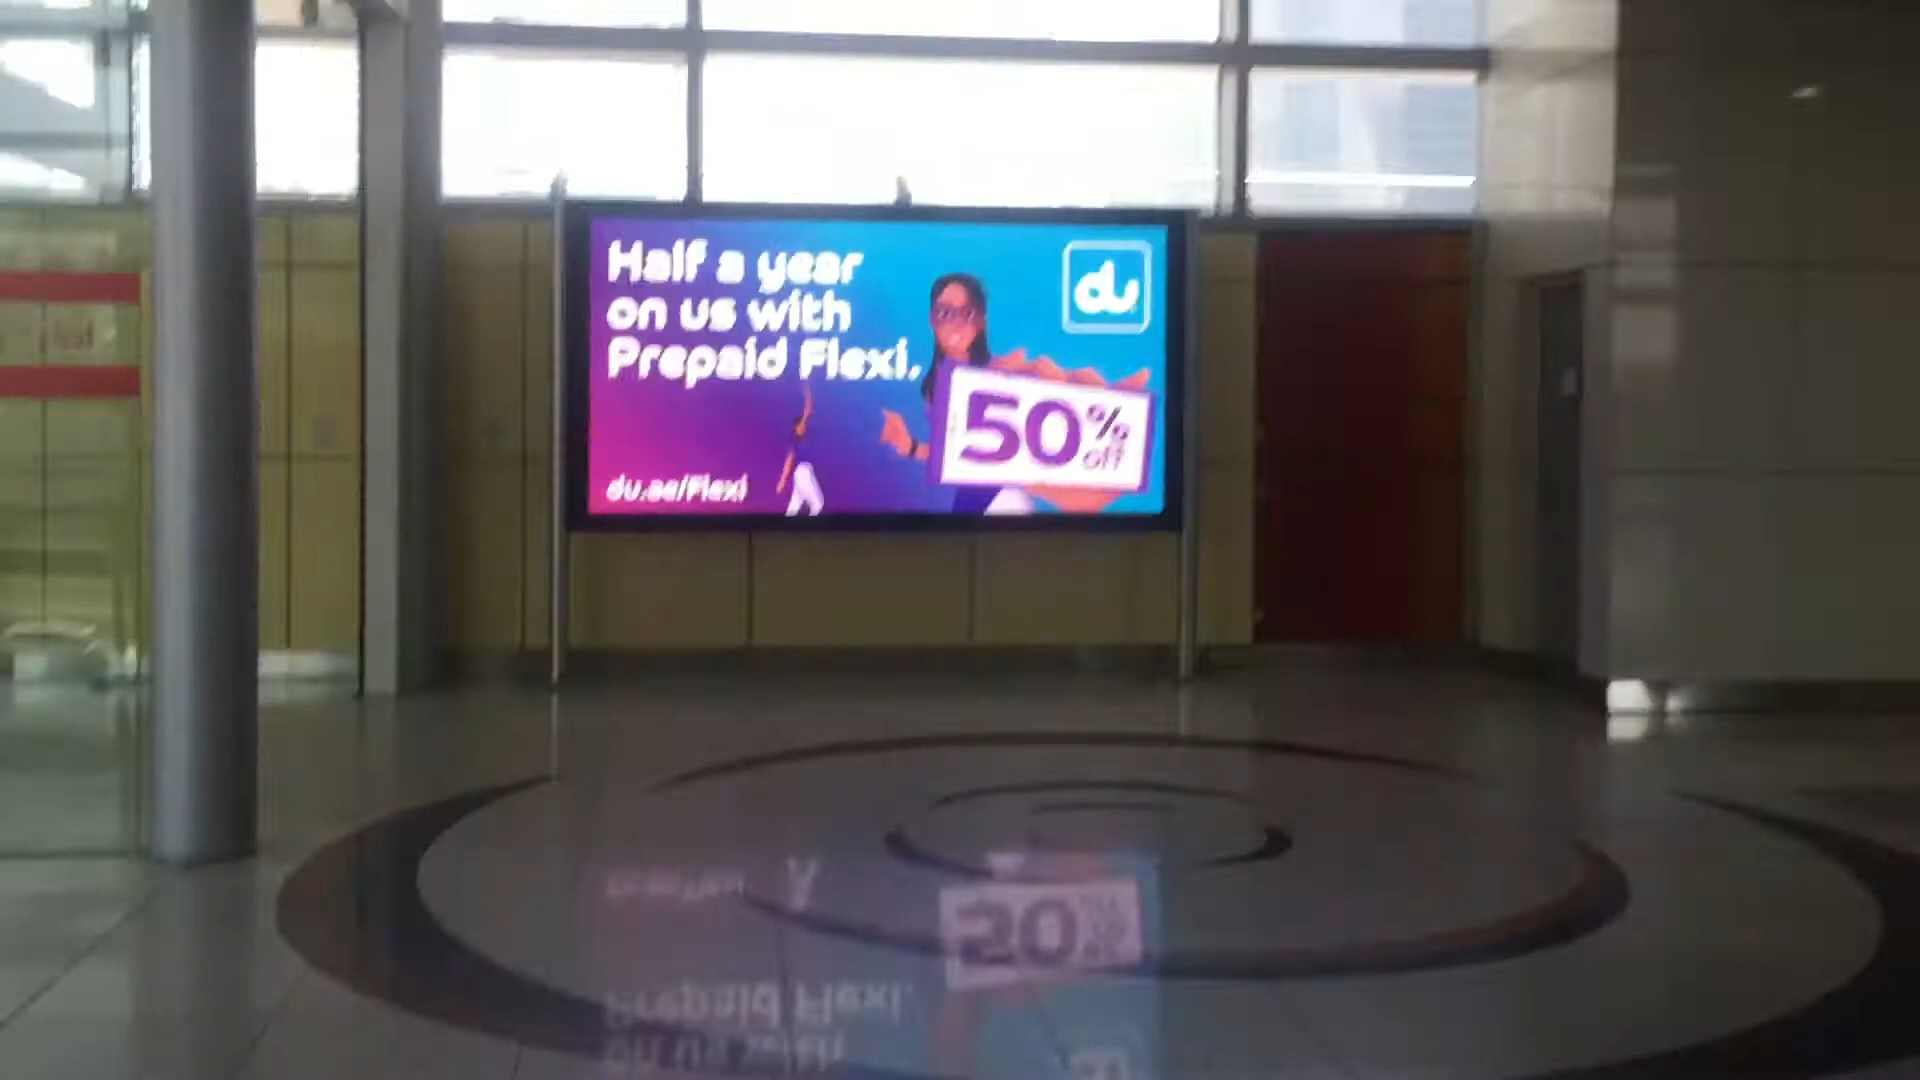 Half a year
on us with
Prepaid Flexi.
du
50%
off
du.ae/Flexi